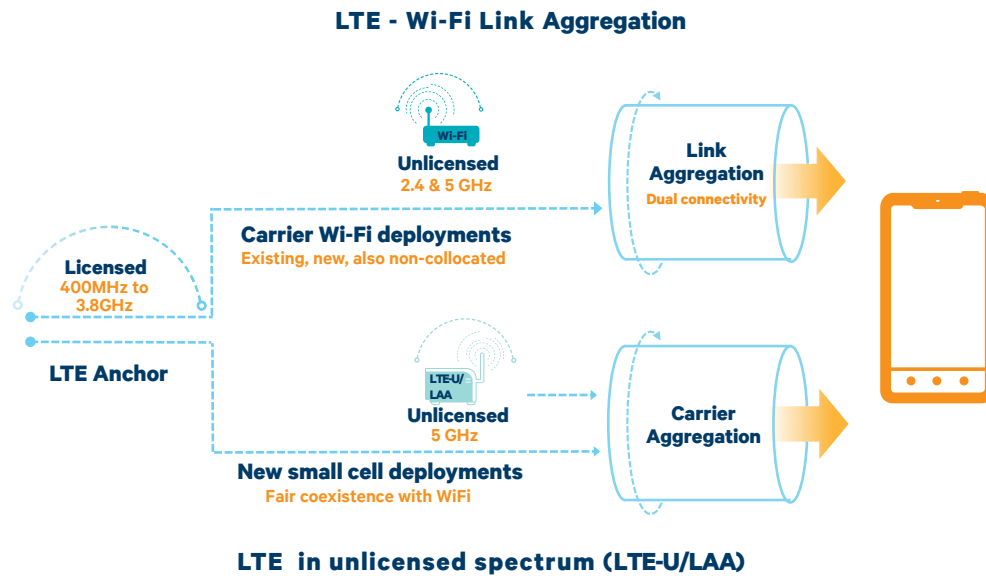 LTE - Wi-Fi Link Aggregation
Wi-Fi
Unlicensed
2.4 & 5 GHz
Link
Aggregation
Dual connectivity
Carrier Wi-Fi deployments
Existing, new, also non-collocated
Licensed
400MHz to
3.8GHz
LTE Anchor
LTE-U/
LAA
Unlicensed
5 GHz
Carrier
Aggregation
New small cell deployments
Fair coexistence with WiFi
LTE in unlicensed spectrum (LTE-U/LAA)